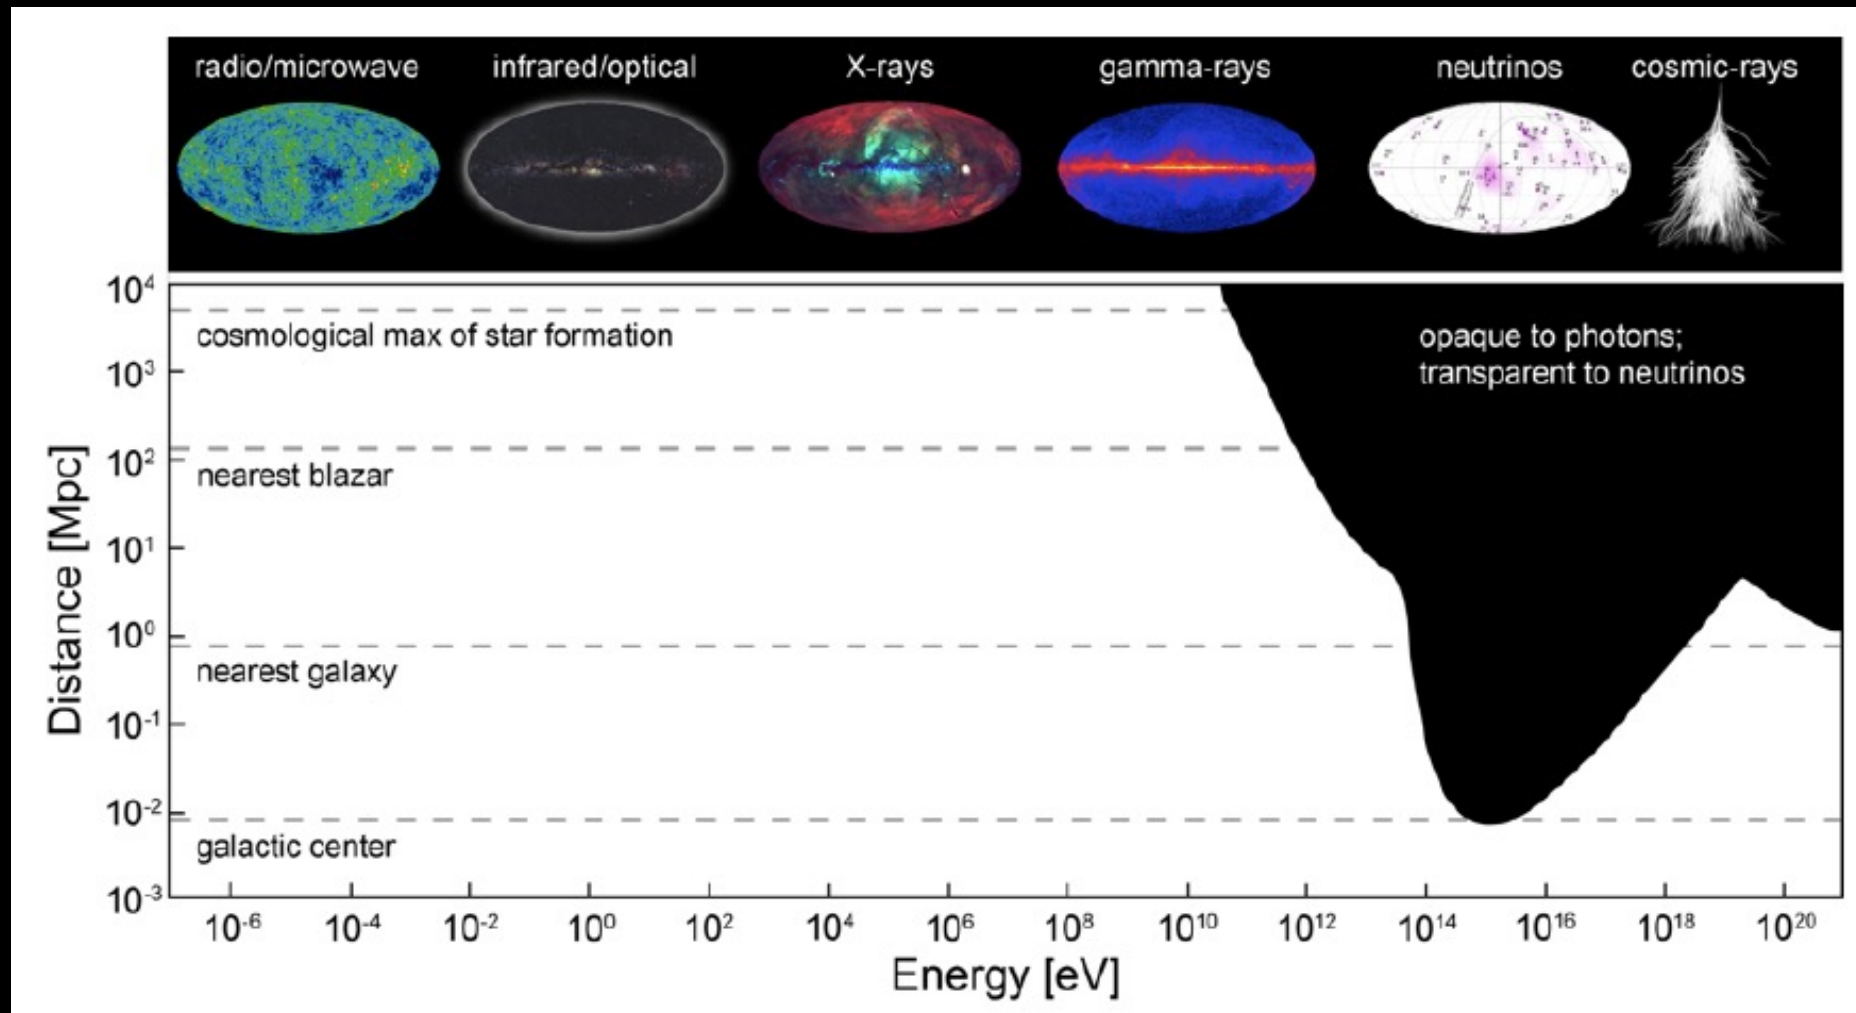 radio/microwave infrared/optical X-rays gamma-rays neutrinos cosmic-rays
10⁴
cosmological max of star formation
opaque to photons;
transparent to neutrinos
10³
10²
nearest blazar
10¹
10⁰
nearest galaxy
10⁻¹
10⁻²
galactic center
10⁻³
Distance [Mpc]
10⁻⁶ 10⁻⁴ 10⁻² 10⁰ 10² 10⁴ 10⁶ 10⁸ 10¹⁰ 10¹² 10¹⁴ 10¹⁶ 10¹⁸ 10²⁰
Energy [eV]